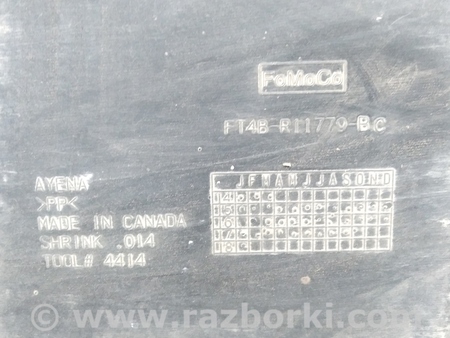 FoMoCo
FT4B-R11779-BC
AYENA
>PP<
MADE IN CANADA
SHRINK .014
TOOL# 4414
J F M A M J J A S O N D
14
15
16
17
18
www.razborki.com